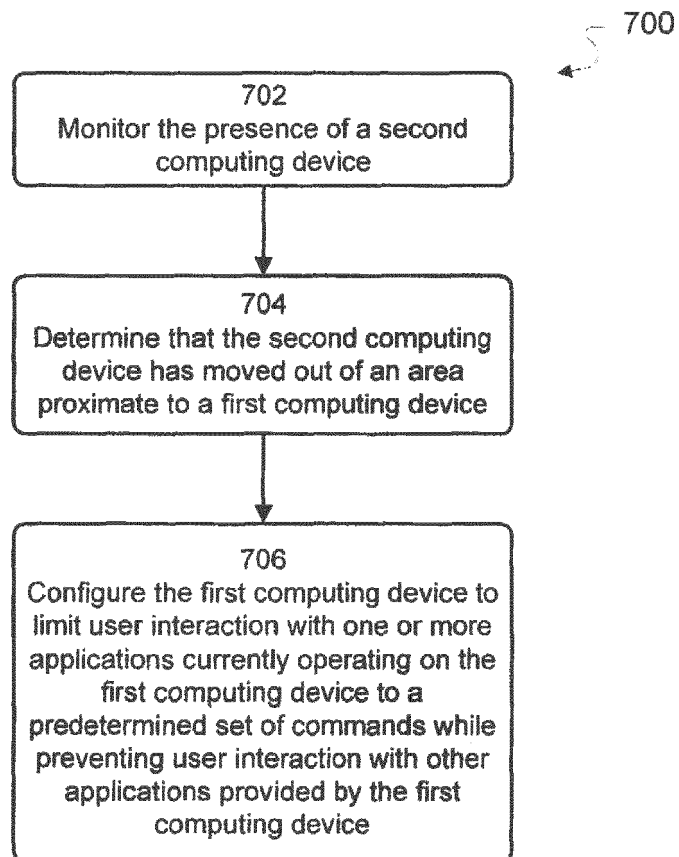 700
702
Monitor the presence of a second
computing device
704
Determine that the second computing
device has moved out of an area
proximate to a first computing device
706
Configure the first computing device to
limit user interaction with one or more
applications currently operating on the
first computing device to a
predetermined set of commands while
preventing user interaction with other
applications provided by the first
computing device